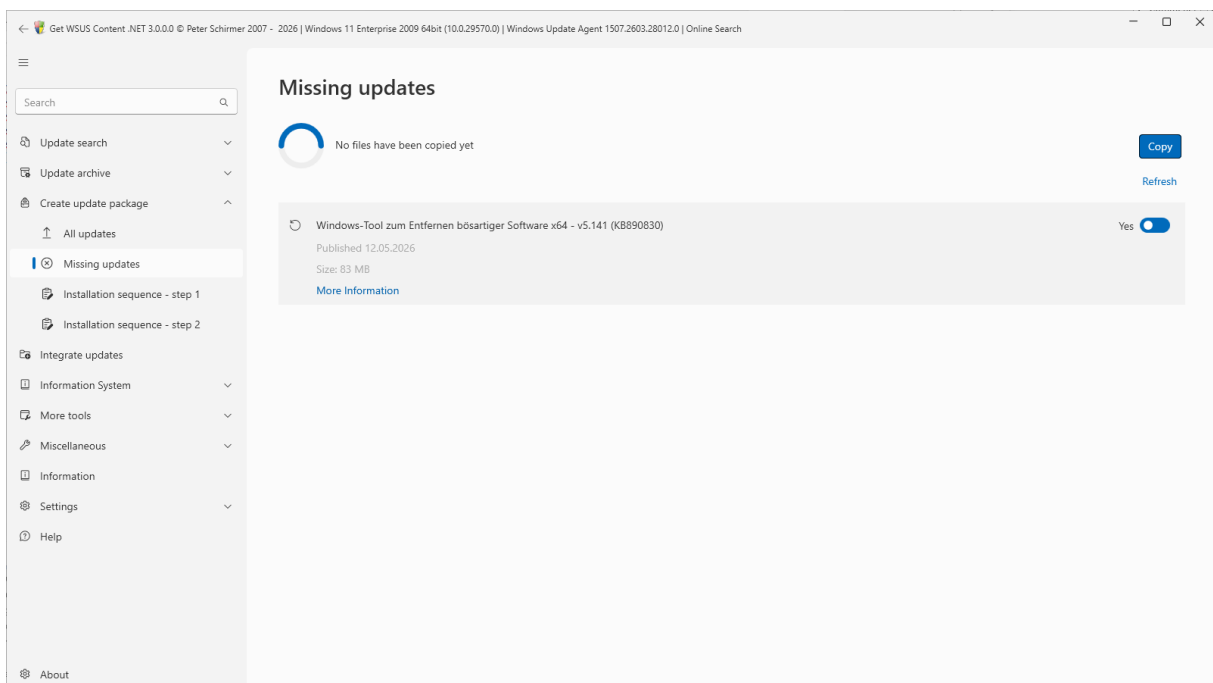 Get WSUS Content .NET 3.0.0.0 © Peter Schirmer 2007 - 2026 | Windows 11 Enterprise 2009 64bit (10.0.29570.0) | Windows Update Agent 1507.2603.28012.0 | Online Search
Search
Update search
Update archive
Create update package
All updates
Missing updates
Installation sequence - step 1
Installation sequence - step 2
Integrate updates
Information System
More tools
Miscellaneous
Information
Settings
Help
About
Missing updates
No files have been copied yet
Copy
Refresh
Windows-Tool zum Entfernen bösartiger Software x64 - v5.141 (KB890830)
Yes
Published 12.05.2026
Size: 83 MB
More Information